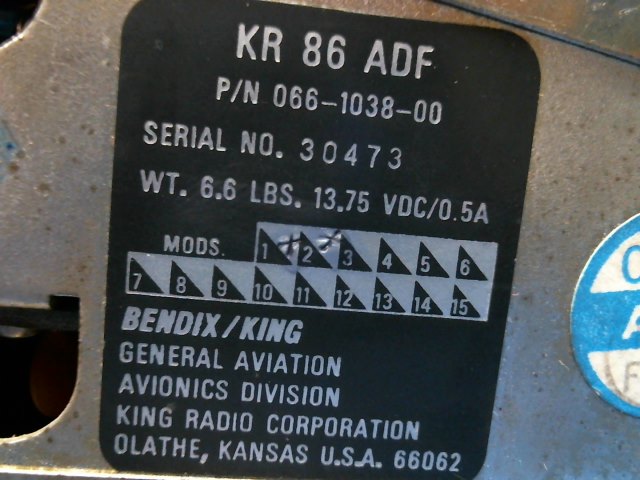 KR 86 ADF
P/N 066-1038-00
SERIAL NO. 30473
WT. 6.6 LBS. 13.75 VDC/0.5A
MODS. 1 2 3 4 5 6
7 8 9 10 11 12 13 14 15
BENDIX/KING
GENERAL AVIATION
AVIONICS DIVISION
KING RADIO CORPORATION
OLATHE, KANSAS U.S.A. 66062